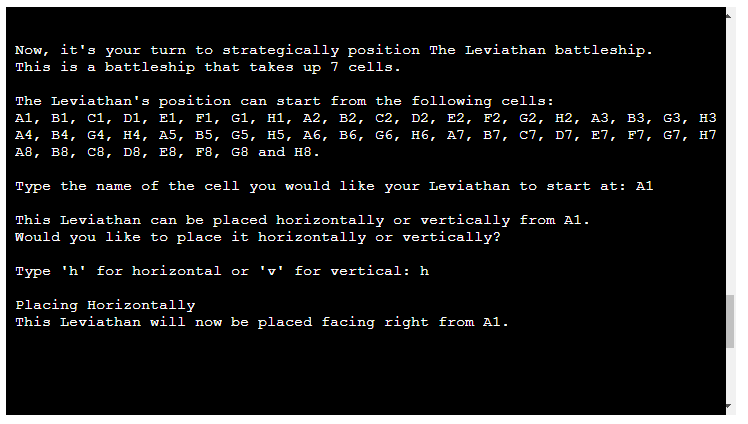 Now, it's your turn to strategically position The Leviathan battleship.
This is a battleship that takes up 7 cells.
The Leviathan's position can start from the following cells:
A1, B1, C1, D1, E1, F1, G1, H1, A2, B2, C2, D2, E2, F2, G2, H2, A3, B3, G3, H3
A4, B4, G4, H4, A5, B5, G5, H5, A6, B6, G6, H6, A7, B7, C7, D7, E7, F7, G7, H7
A8, B8, C8, D8, E8, F8, G8 and H8.
Type the name of the cell you would like your Leviathan to start at: A1
This Leviathan can be placed horizontally or vertically from A1.
Would you like to place it horizontally or vertically?
Type 'h' for horizontal or 'v' for vertical: h
Placing Horizontally
This Leviathan will now be placed facing right from A1.